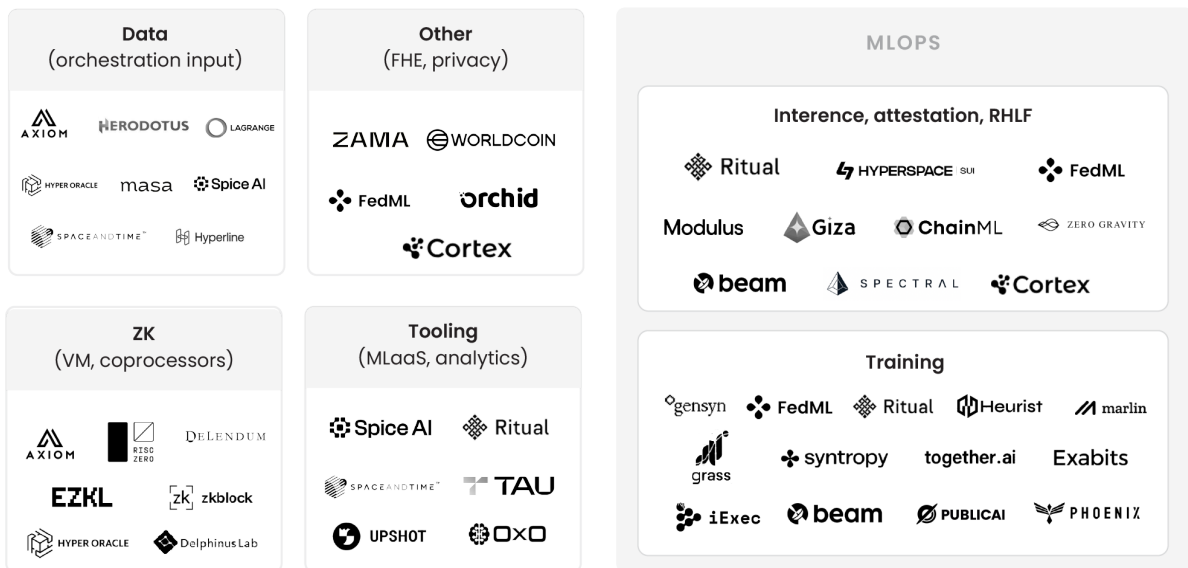 Data
(orchestration input)
AXIOM
HERODOTUS
LAGRANGE
HYPER ORACLE
masa
Spice AI
SPACEANDTIME
Hyperline
Other
(FHE, privacy)
ZAMA
WORLDCOIN
FedML
orchid
Cortex
ZK
(VM, coprocessors)
AXIOM
RISC
ZERO
DELENDUM
EZKL
zk zkblock
HYPER ORACLE
Delphinus Lab
Tooling
(MLaaS, analytics)
Spice AI
Ritual
SPACEANDTIME
TAU
UPSHOT
OXO
MLOPS
Interence, attestation, RHLF
Ritual
HYPERSPACE SUI
FedML
Modulus
Giza
ChainML
ZERO GRAVITY
beam
SPECTRAL
Cortex
Training
gensyn
FedML
Ritual
Heurist
marlin
grass
syntropy
together.ai
Exabits
iExec
beam
PUBLICAI
PHOENIX